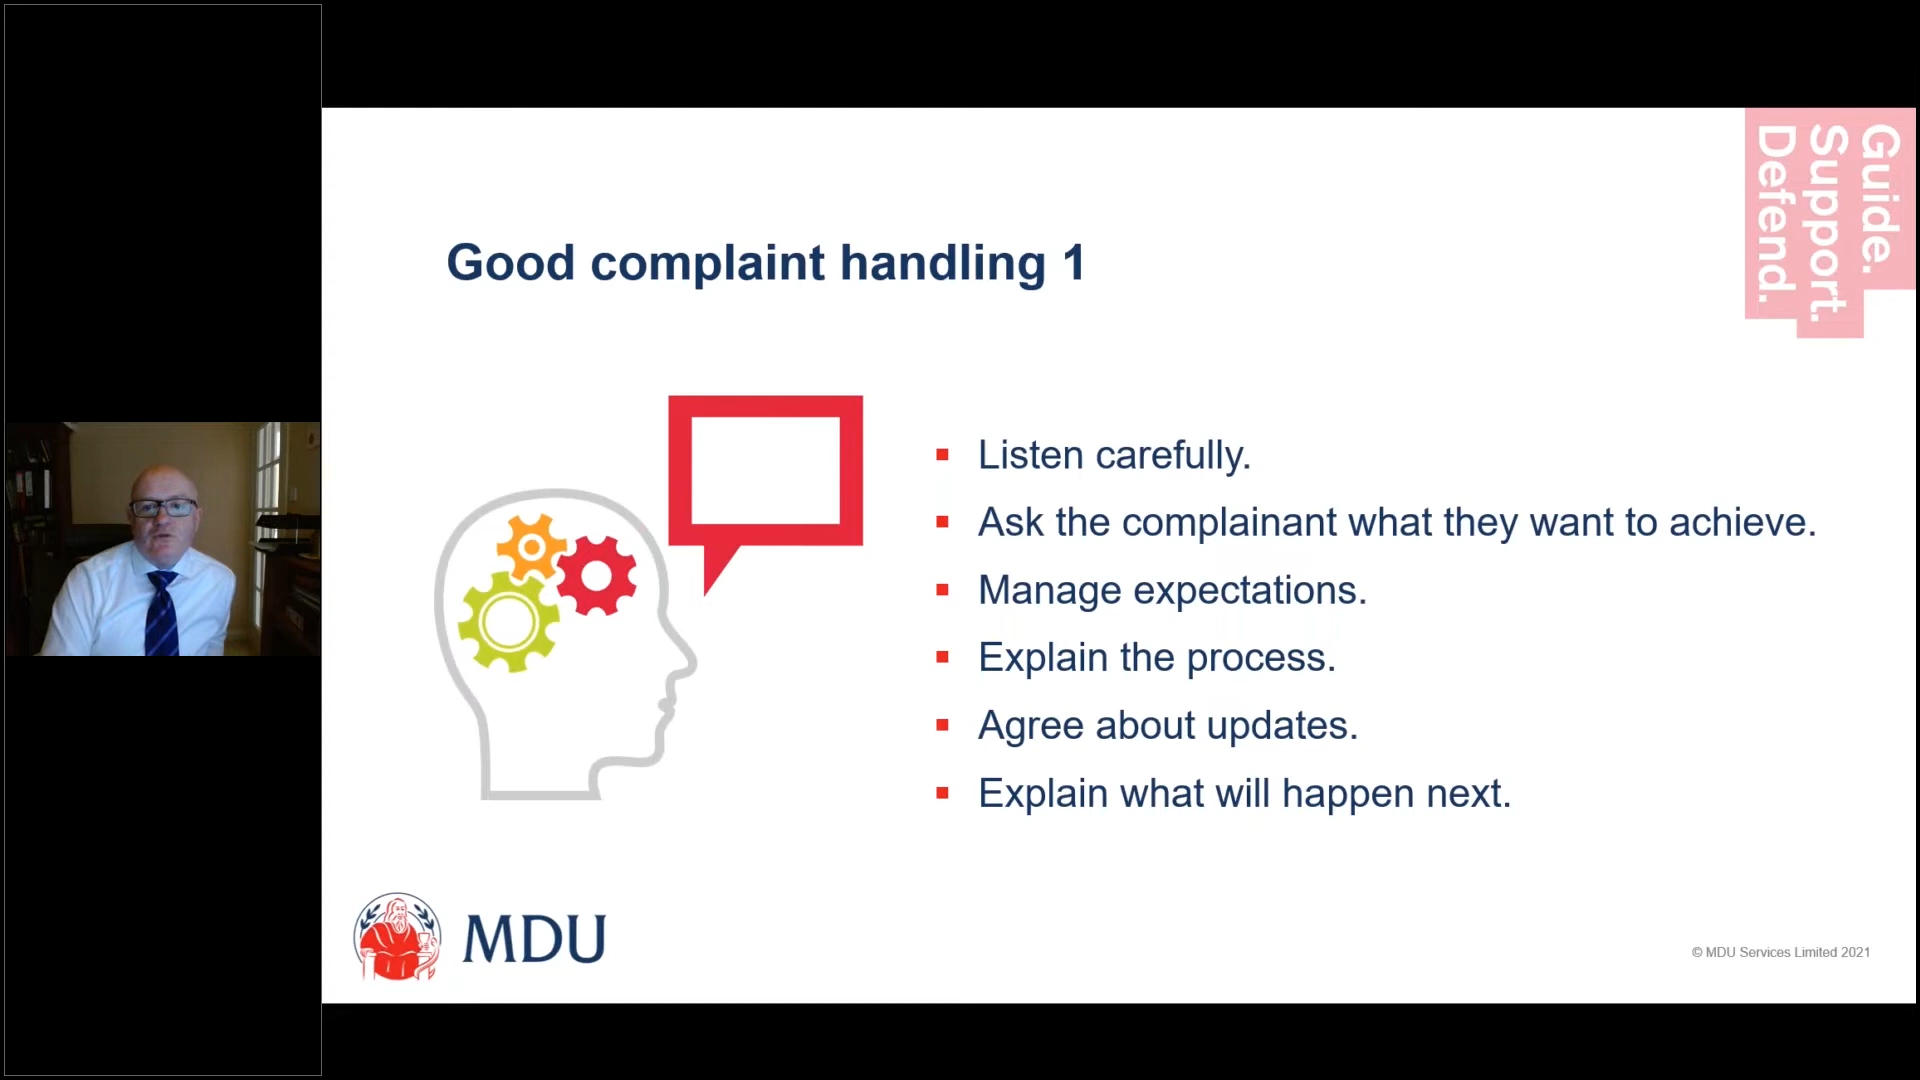 Guide.
Support.
Defend.
Good complaint handling 1
Listen carefully.
Ask the complainant what they want to achieve.
Manage expectations.
Explain the process.
Agree about updates.
Explain what will happen next.
MDU
© MDU Services Limited 2021